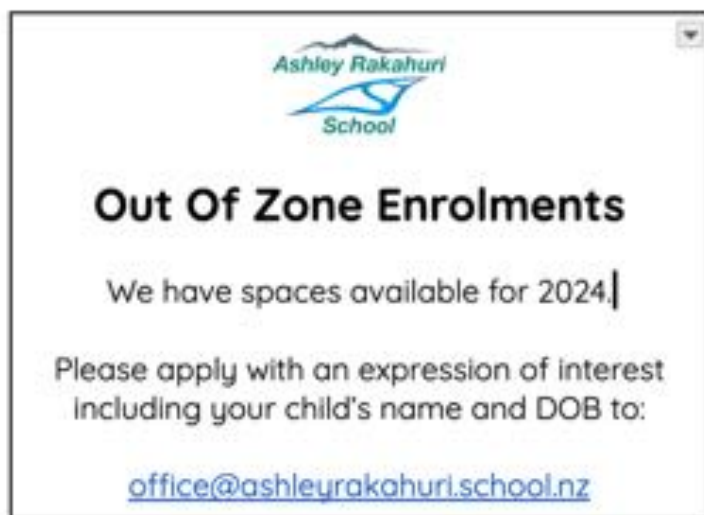 Ashley Rakahuri
School
Out Of Zone Enrolments
We have spaces available for 2024.
Please apply with an expression of interest
including your child's name and DOB to:
office@ashleyrakahuri.school.nz